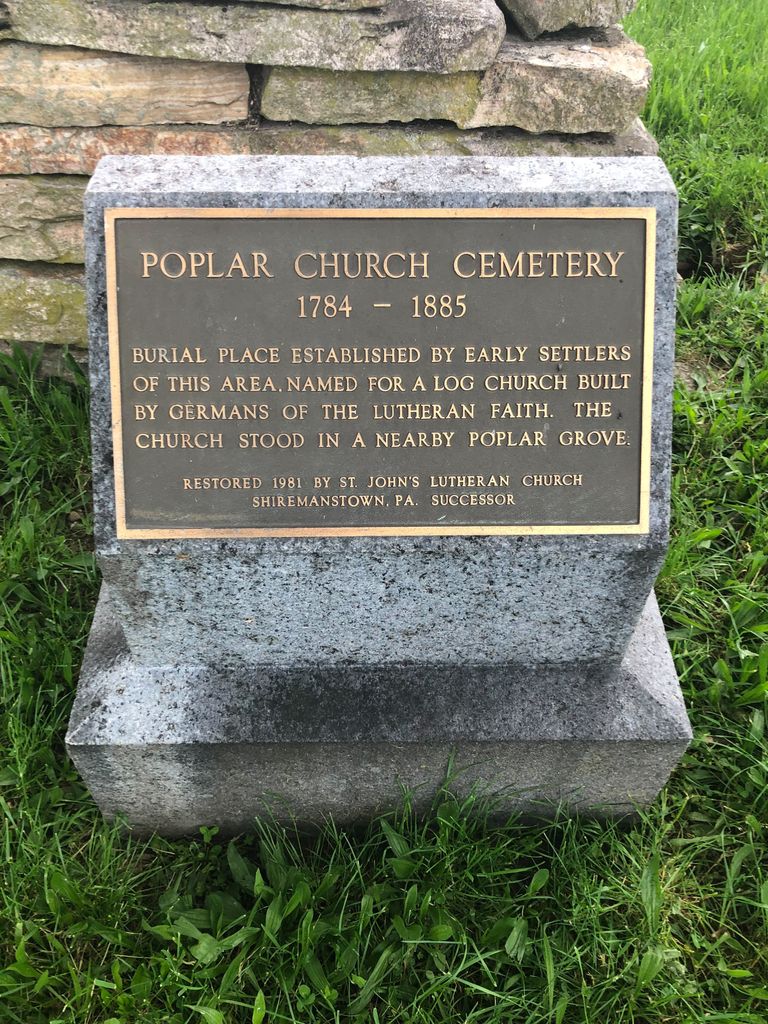 POPLAR CHURCH CEMETERY
1784 – 1885
BURIAL PLACE ESTABLISHED BY EARLY SETTLERS
OF THIS AREA. NAMED FOR A LOG CHURCH BUILT
BY GERMANS OF THE LUTHERAN FAITH. THE
CHURCH STOOD IN A NEARBY POPLAR GROVE.
RESTORED 1981 BY ST. JOHN'S LUTHERAN CHURCH
SHIREMANSTOWN, PA. SUCCESSOR